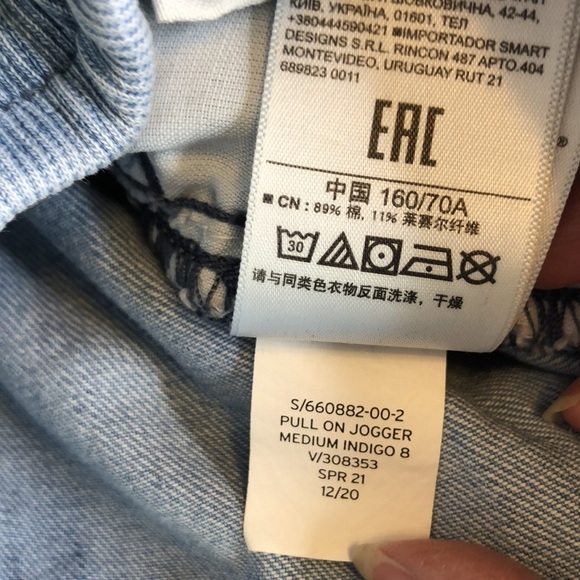 КИЇВ, УКРАЇНА, 01601, ТЕЛ
+380444590421 ■IMPORTADOR SMART
DESIGNS S.R.L. RINCON 487 APTO.404
MONTEVIDEO, URUGUAY RUT 21
689823 0011
EAC
中国 160/70A
■ CN: 89% 棉, 11% 莱赛尔纤维
30
请与同类色衣物反面洗涤, 干燥
®
S/660882-00-2
PULL ON JOGGER
MEDIUM INDIGO 8
V/308353
SPR 21
12/20